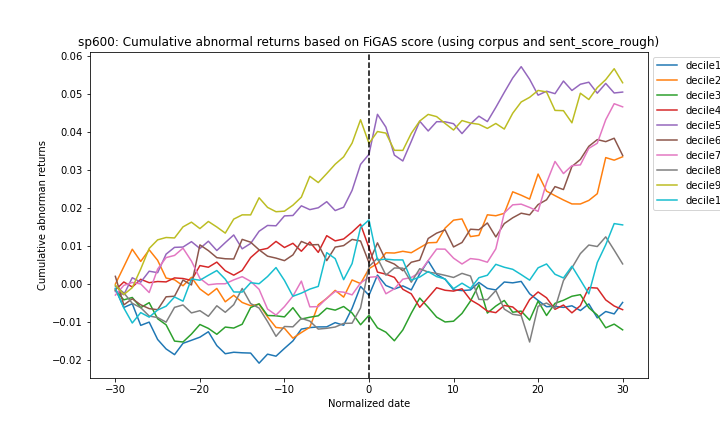 sp600: Cumulative abnormal returns based on FiGAS score (using corpus and sent_score_rough)
Cumulative abnorman returns
0.06
0.05
0.04
0.03
0.02
0.01
0.00
−0.01
−0.02
−30
−20
−10
0
10
20
30
Normalized date
decile1
decile2
decile3
decile4
decile5
decile6
decile7
decile8
decile9
decile1